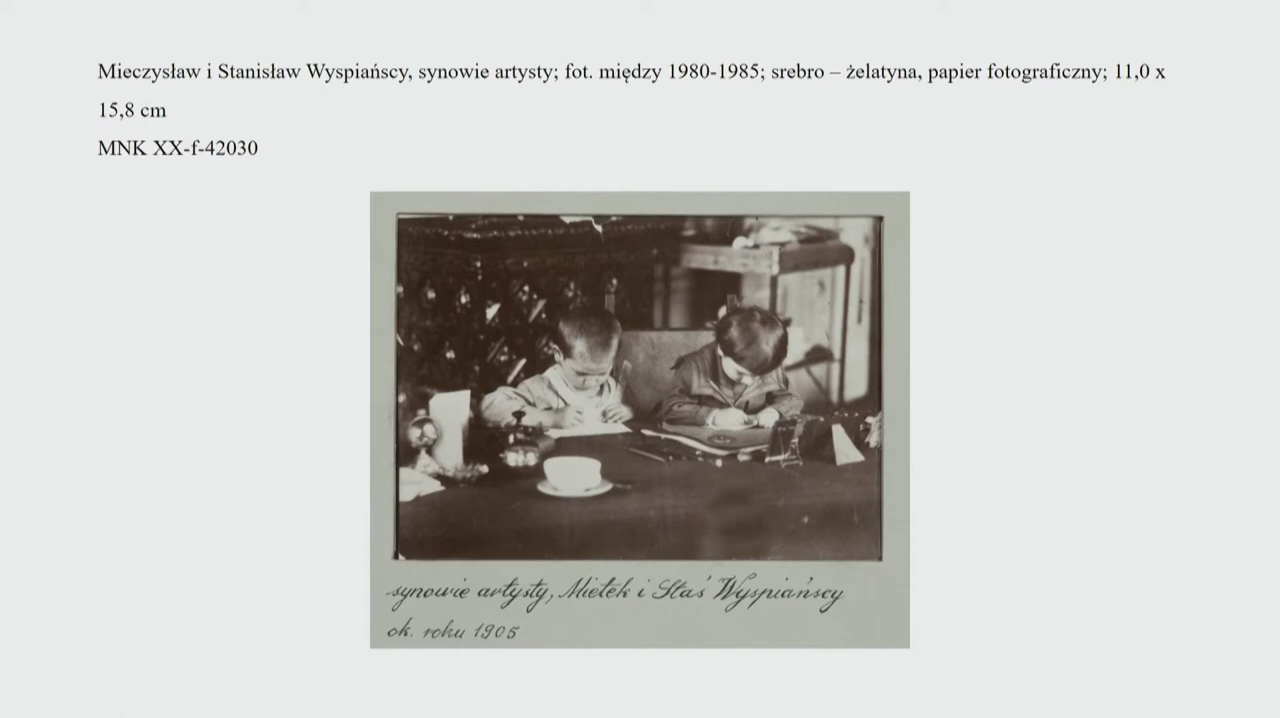 Mieczysław i Stanisław Wyspiańscy, synowie artysty; fot. między 1980-1985; srebro – żelatyna, papier fotograficzny; 11,0 x
15,8 cm
MNK XX-f-42030
synowie artysty, Mietek i Staś Wyspiańscy
ok. roku 1905